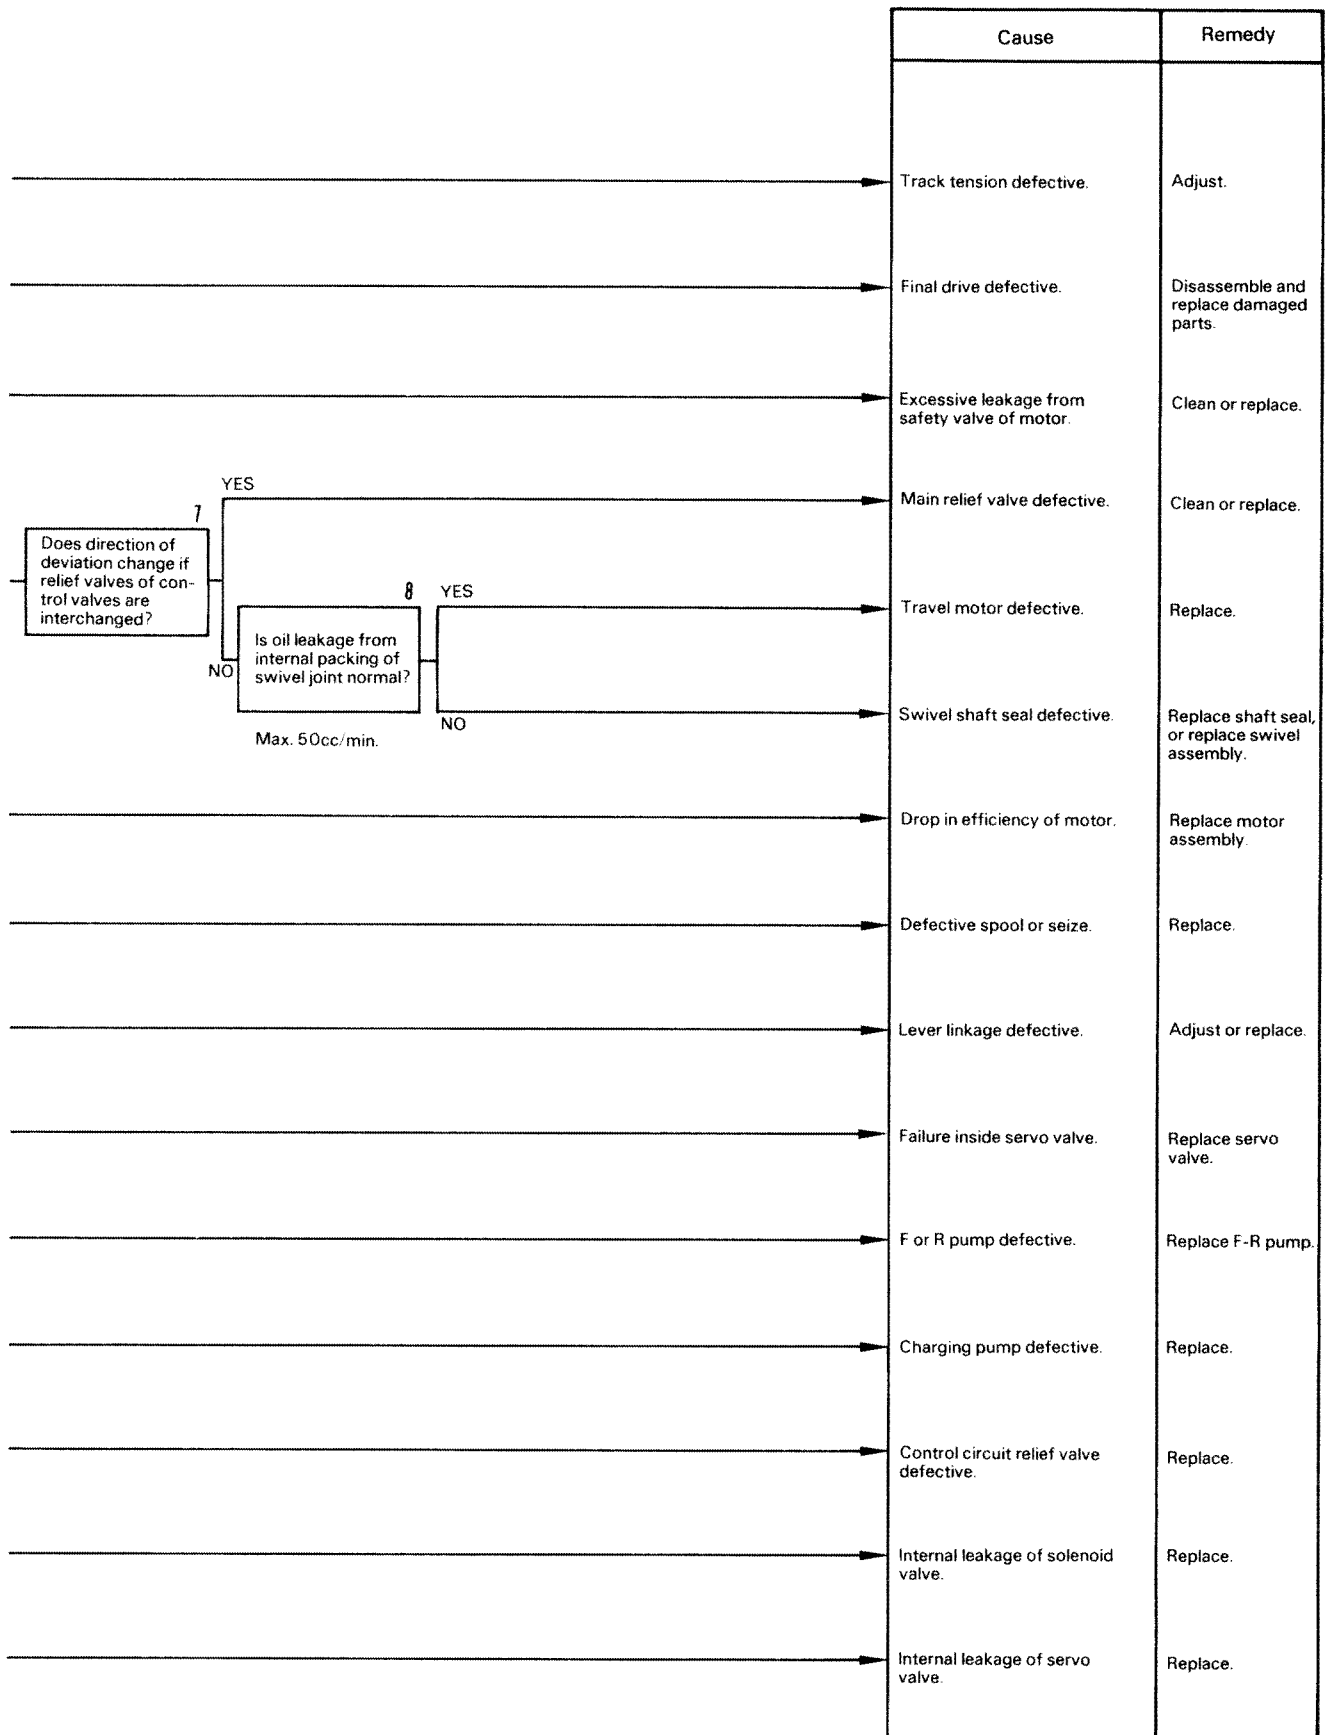 Cause
Remedy
Track tension defective.
Adjust.
Final drive defective.
Disassemble and
replace damaged
parts.
Excessive leakage from
safety valve of motor.
Clean or replace.
YES
Main relief valve defective.
Clean or replace.
7
Does direction of
deviation change if
relief valves of con-
trol valves are
interchanged?
8
YES
Travel motor defective.
Replace.
NO
Is oil leakage from
internal packing of
swivel joint normal?
Max. 50cc/min.
NO
Swivel shaft seal defective.
Replace shaft seal,
or replace swivel
assembly.
Drop in efficiency of motor.
Replace motor
assembly.
Defective spool or seize.
Replace.
Lever linkage defective.
Adjust or replace.
Failure inside servo valve.
Replace servo
valve.
F or R pump defective.
Replace F-R pump.
Charging pump defective.
Replace.
Control circuit relief valve
defective.
Replace.
Internal leakage of solenoid
valve.
Replace.
Internal leakage of servo
valve.
Replace.